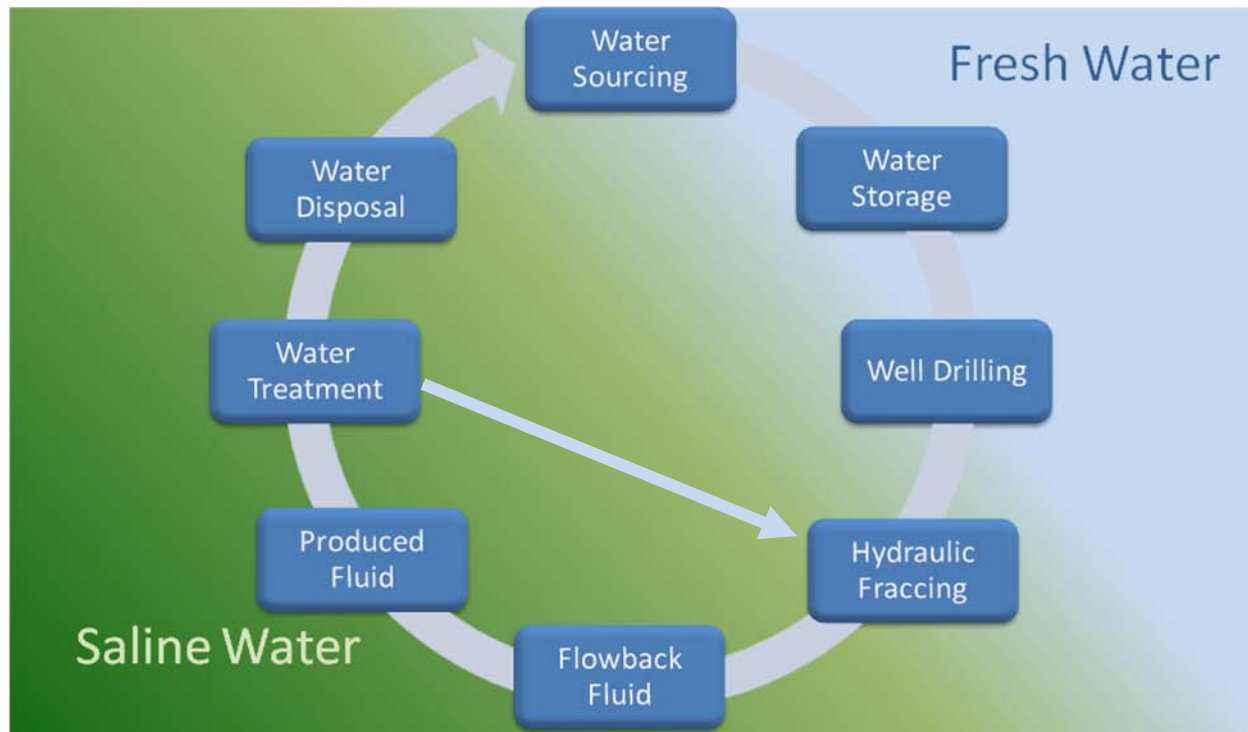 Water
Sourcing
Fresh Water
Water
Storage
Well Drilling
Hydraulic
Fraccing
Flowback
Fluid
Saline Water
Produced
Fluid
Water
Treatment
Water
Disposal